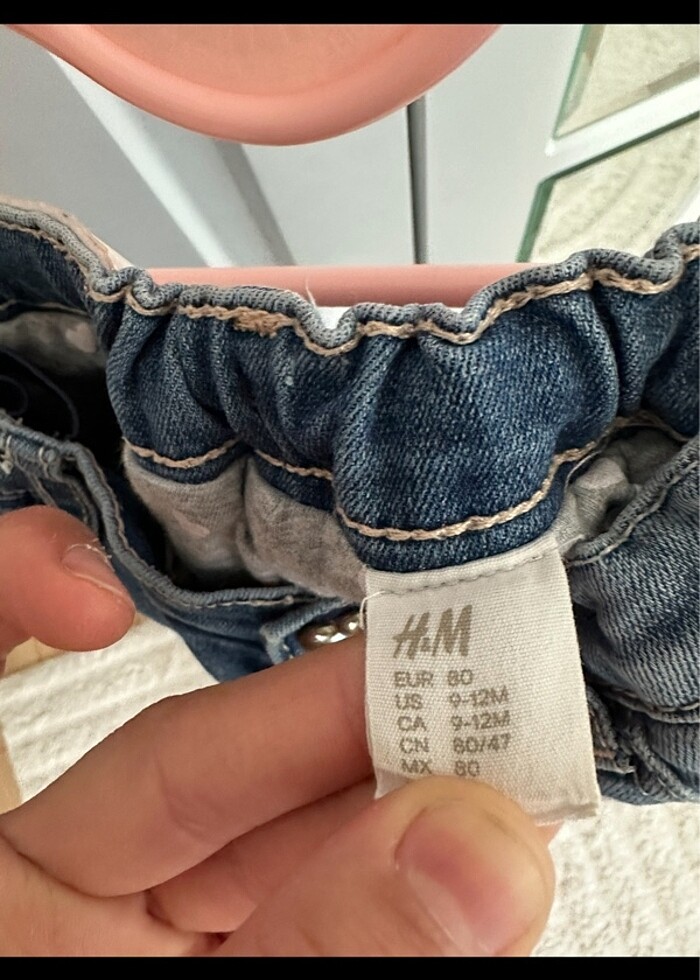 H&M
EUR 80
US 9-12M
CA 9-12M
CN 80/47
MX 80